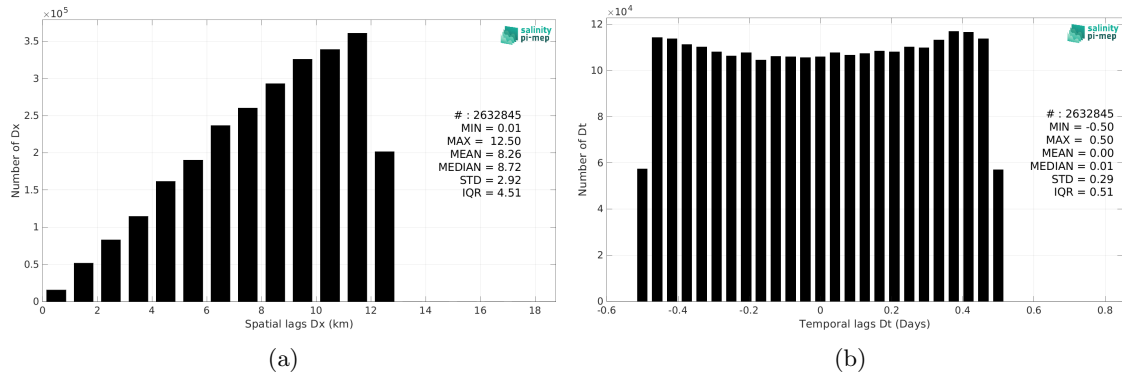 ×10⁵
3.5
3
2.5
2
1.5
1
0.5
0
Number of Dx
0 2 4 6 8 10 12 14 16 18
Spatial lags Dx (km)
salinity
pi-mep
# : 2632845
MIN = 0.01
MAX = 12.50
MEAN = 8.26
MEDIAN = 8.72
STD = 2.92
IQR = 4.51
(a)
×10⁴
12
10
8
6
4
2
0
Number of Dt
-0.6 -0.4 -0.2 0 0.2 0.4 0.6 0.8
Temporal lags Dt (Days)
salinity
pi-mep
# : 2632845
MIN = -0.50
MAX = 0.50
MEAN = 0.00
MEDIAN = 0.01
STD = 0.29
IQR = 0.51
(b)